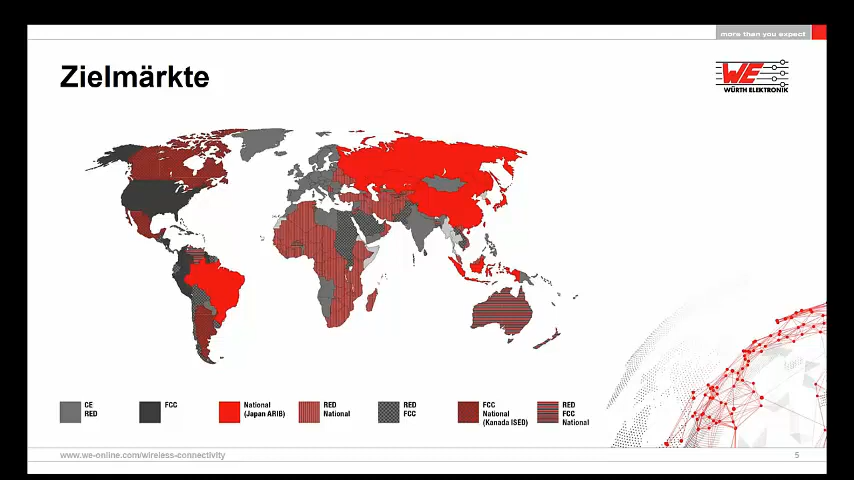 more than you expect
Zielmärkte
WE
WÜRTH ELEKTRONIK
CE
RED
FCC
National
(Japan ARIB)
RED
National
RED
FCC
FCC
National
(Kanada ISED)
RED
FCC
National
www.we-online.com/wireless-connectivity
5